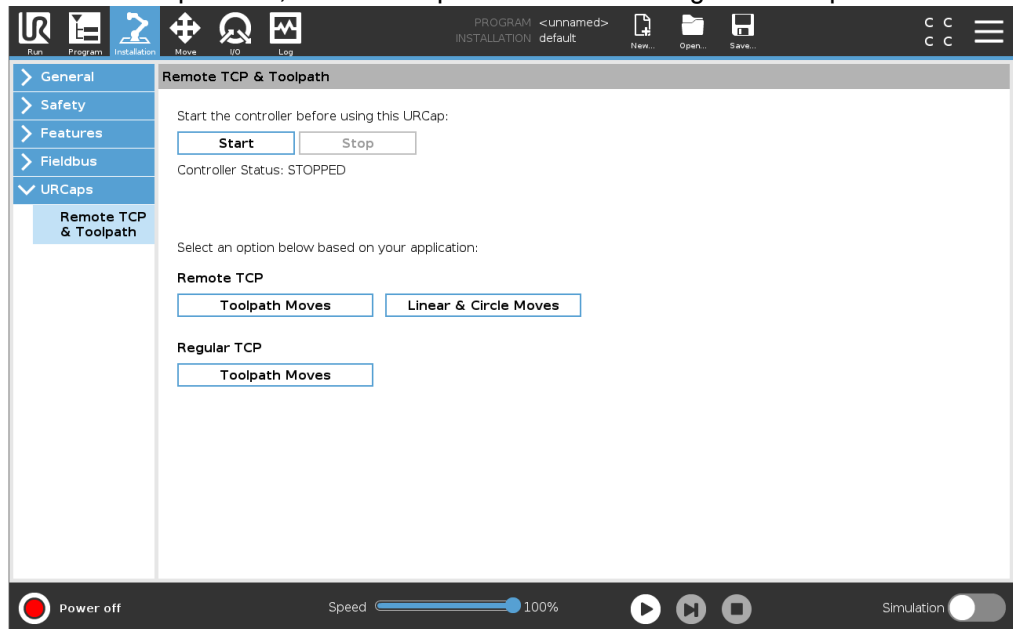 PROGRAM <unnamed>
INSTALLATION default
C C
C C
Run Program Installation Move I/O Log New... Open... Save...
General
Safety
Features
Fieldbus
URCaps
Remote TCP
& Toolpath
Remote TCP & Toolpath
Start the controller before using this URCap:
Start Stop
Controller Status: STOPPED
Select an option below based on your application:
Remote TCP
Toolpath Moves Linear & Circle Moves
Regular TCP
Toolpath Moves
Power off Speed 100% Simulation